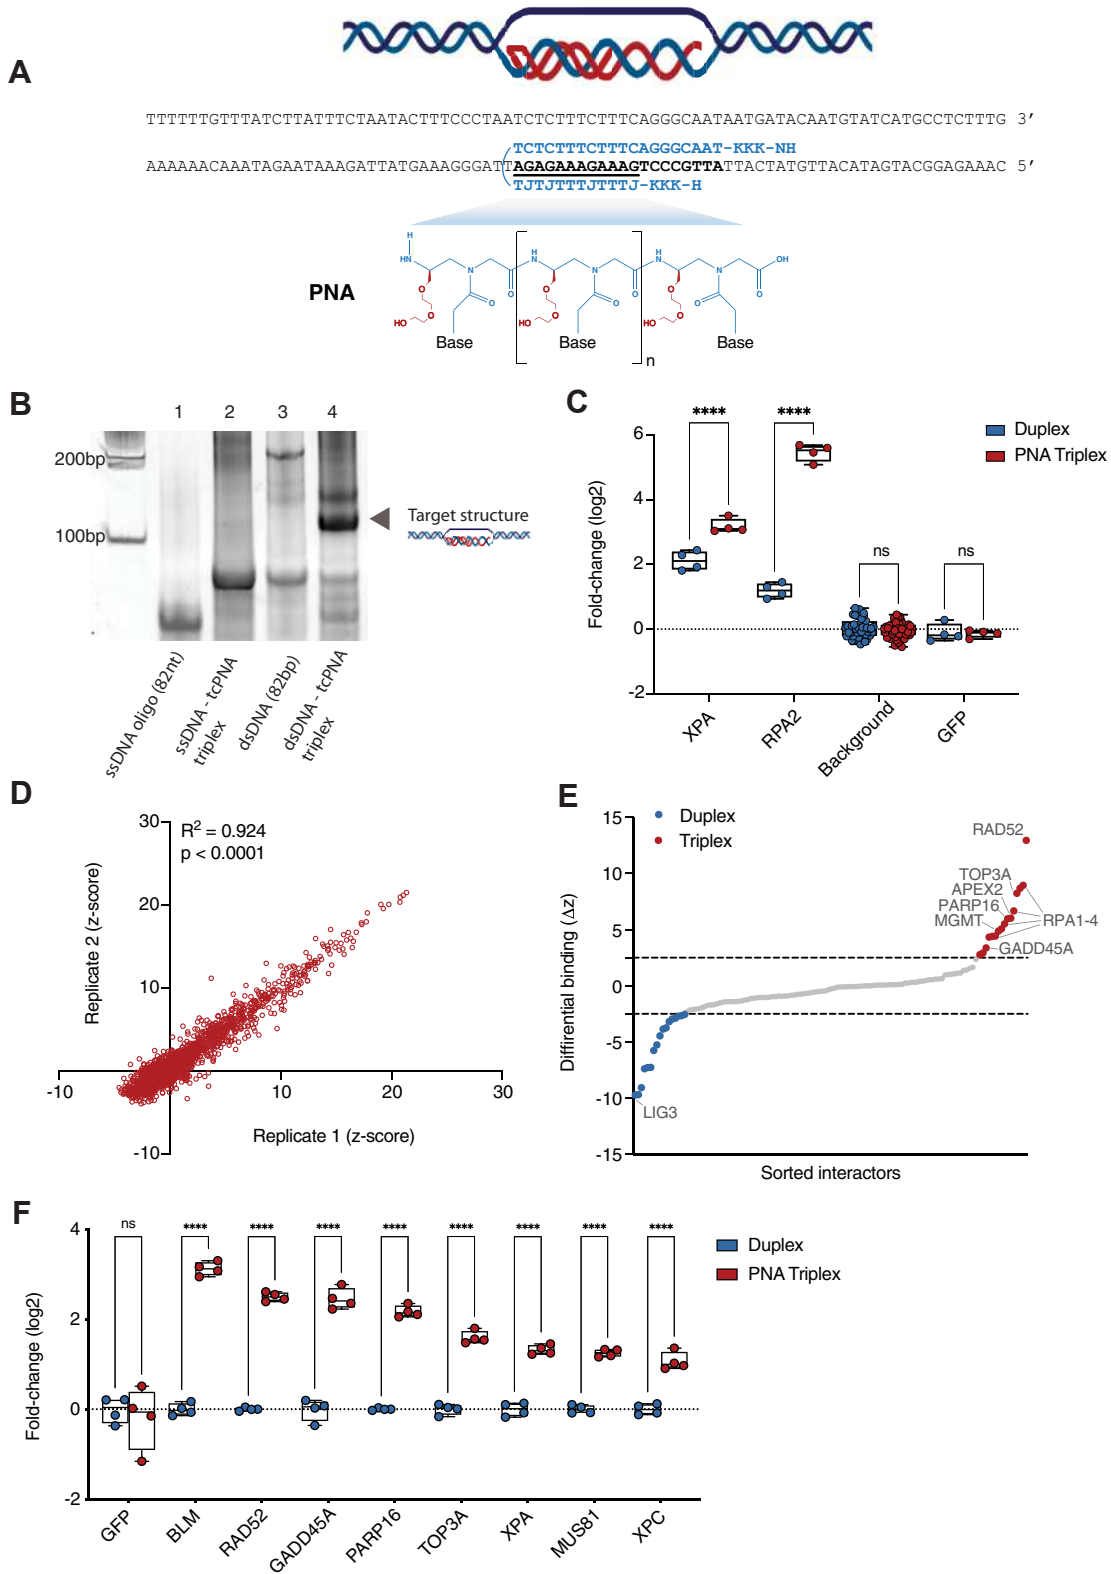 A
TTTTTTGTTTATCTTATTTCTAATACTTTCCCTAATCTCTTTCTTTCAGGGCAATAATGATACAATGTATCATGCCTCTTTG 3’
TCTCTTTCTTTCAGGGCAAT-KKK-NH
AAAAAACAAATAGAATAAAGATTATGAAAGGGATTAGAGAAAGAAAGTCCCGTTATTACTATGTTACATAGTACGGAGAAAC 5’
TJTJTTTJTTTJ-KKK-H
PNA
H
HN
N
O
O
O
O
HO
Base
H
N
N
O
O
O
O
HO
Base
n
H
N
N
O
O
O
O
OH
HO
Base
B
1 2 3 4
200bp
100bp
Target structure
ssDNA oligo (82nt)
ssDNA - tcPNA
triplex
dsDNA (82bp)
dsDNA - tcPNA
triplex
C
Fold-change (log2)
6
4
2
0
-2
**** **** ns ns
Duplex
PNA Triplex
XPA RPA2 Background GFP
D
R2 = 0.924
p < 0.0001
Replicate 2 (z-score)
30
20
10
-10
-10 10 20 30
Replicate 1 (z-score)
E
Diffirential binding (Δz)
15
10
5
0
-5
-10
-15
Duplex
Triplex
RAD52
TOP3A
APEX2
PARP16
MGMT
RPA1-4
GADD45A
LIG3
Sorted interactors
F
Fold-change (log2)
4
2
0
-2
ns **** **** **** **** **** **** **** ****
Duplex
PNA Triplex
GFP BLM RAD52 GADD45A PARP16 TOP3A XPA MUS81 XPC